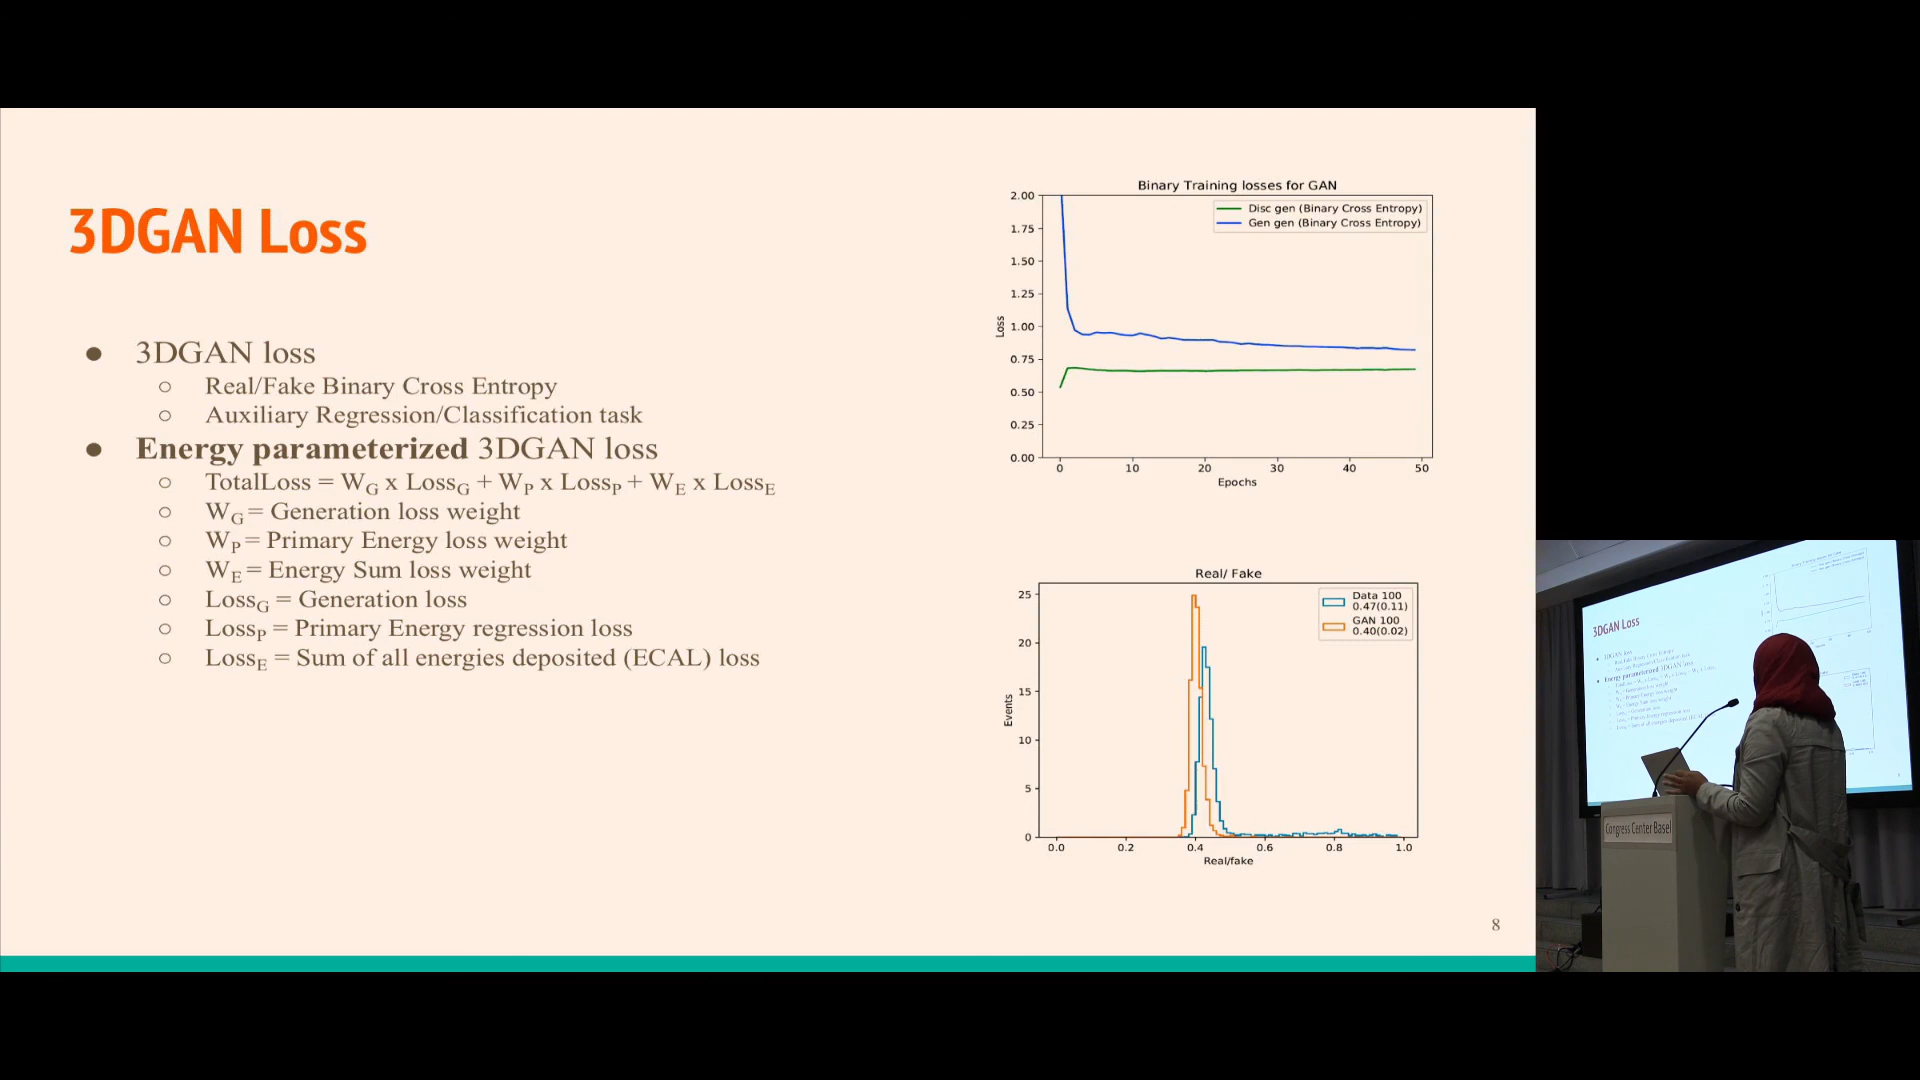 3DGAN Loss
● 3DGAN loss
○ Real/Fake Binary Cross Entropy
○ Auxiliary Regression/Classification task
● Energy parameterized 3DGAN loss
○ TotalLoss = W_G x Loss_G + W_P x Loss_P + W_E x Loss_E
○ W_G = Generation loss weight
○ W_P = Primary Energy loss weight
○ W_E = Energy Sum loss weight
○ Loss_G = Generation loss
○ Loss_P = Primary Energy regression loss
○ Loss_E = Sum of all energies deposited (ECAL) loss
Binary Training losses for GAN
Disc gen (Binary Cross Entropy)
Gen gen (Binary Cross Entropy)
2.00
1.75
1.50
1.25
1.00
0.75
0.50
0.25
0.00
Loss
0 10 20 30 40 50
Epochs
Real/ Fake
Data 100
0.47(0.11)
GAN 100
0.40(0.02)
25
20
15
10
5
0
Events
0.0 0.2 0.4 0.6 0.8 1.0
Real/fake
8
3DGAN Loss
Congress Center Basel